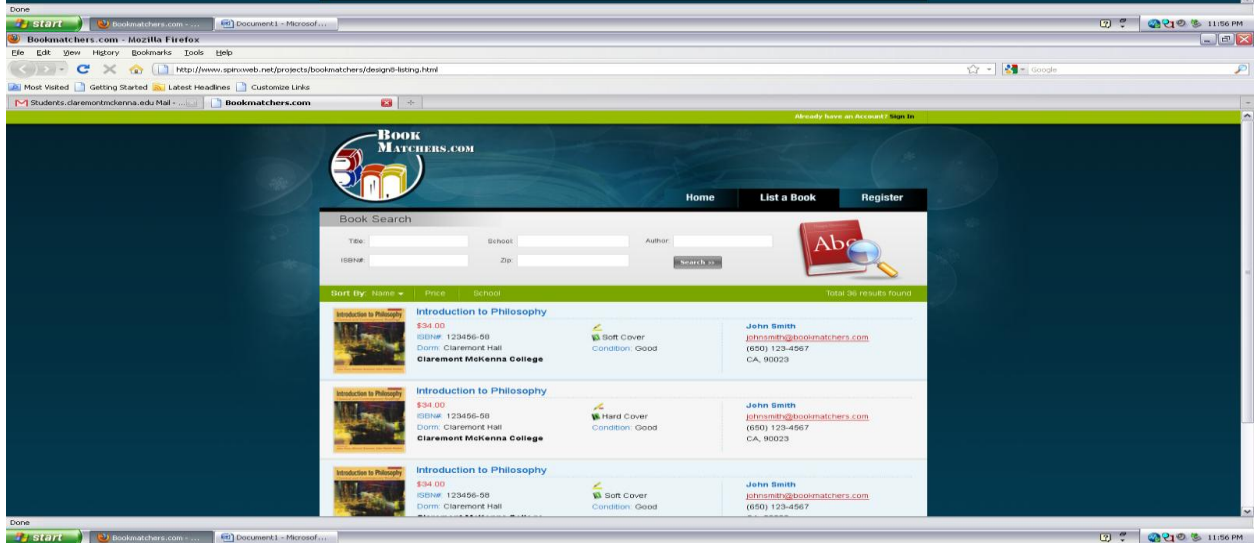 Done
start Bookmatchers.com - ... Document1 - Microsof... 11:56 PM
Bookmatchers.com - Mozilla Firefox
File Edit View History Bookmarks Tools Help
http://www.spinxweb.net/projects/bookmatchers/design8-listing.html Google
Most Visited Getting Started Latest Headlines Customize Links
Students.claremontmckenna.edu Mail - ... Bookmatchers.com
Already have an Account? Sign In
BOOK
MATCHERS.COM
Home List a Book Register
Book Search
Title: School: Author:
ISBN#: Zip: Search »
Abc
Sort By: Name Price School Total 36 results found
Introduction to Philosophy
Introduction to Philosophy
$34.00 John Smith
ISBN#: 123456-58 Soft Cover johnsmith@bookmatchers.com
Dorm: Claremont Hall Condition: Good (650) 123-4567
Claremont McKenna College CA, 90023
Introduction to Philosophy
Introduction to Philosophy
$34.00 John Smith
ISBN#: 123456-58 Hard Cover johnsmith@bookmatchers.com
Dorm: Claremont Hall Condition: Good (650) 123-4567
Claremont McKenna College CA, 90023
Introduction to Philosophy
Introduction to Philosophy
$34.00 John Smith
ISBN#: 123456-58 Soft Cover johnsmith@bookmatchers.com
Dorm: Claremont Hall Condition: Good (650) 123-4567
Done
start Bookmatchers.com - ... Document1 - Microsof... 11:56 PM